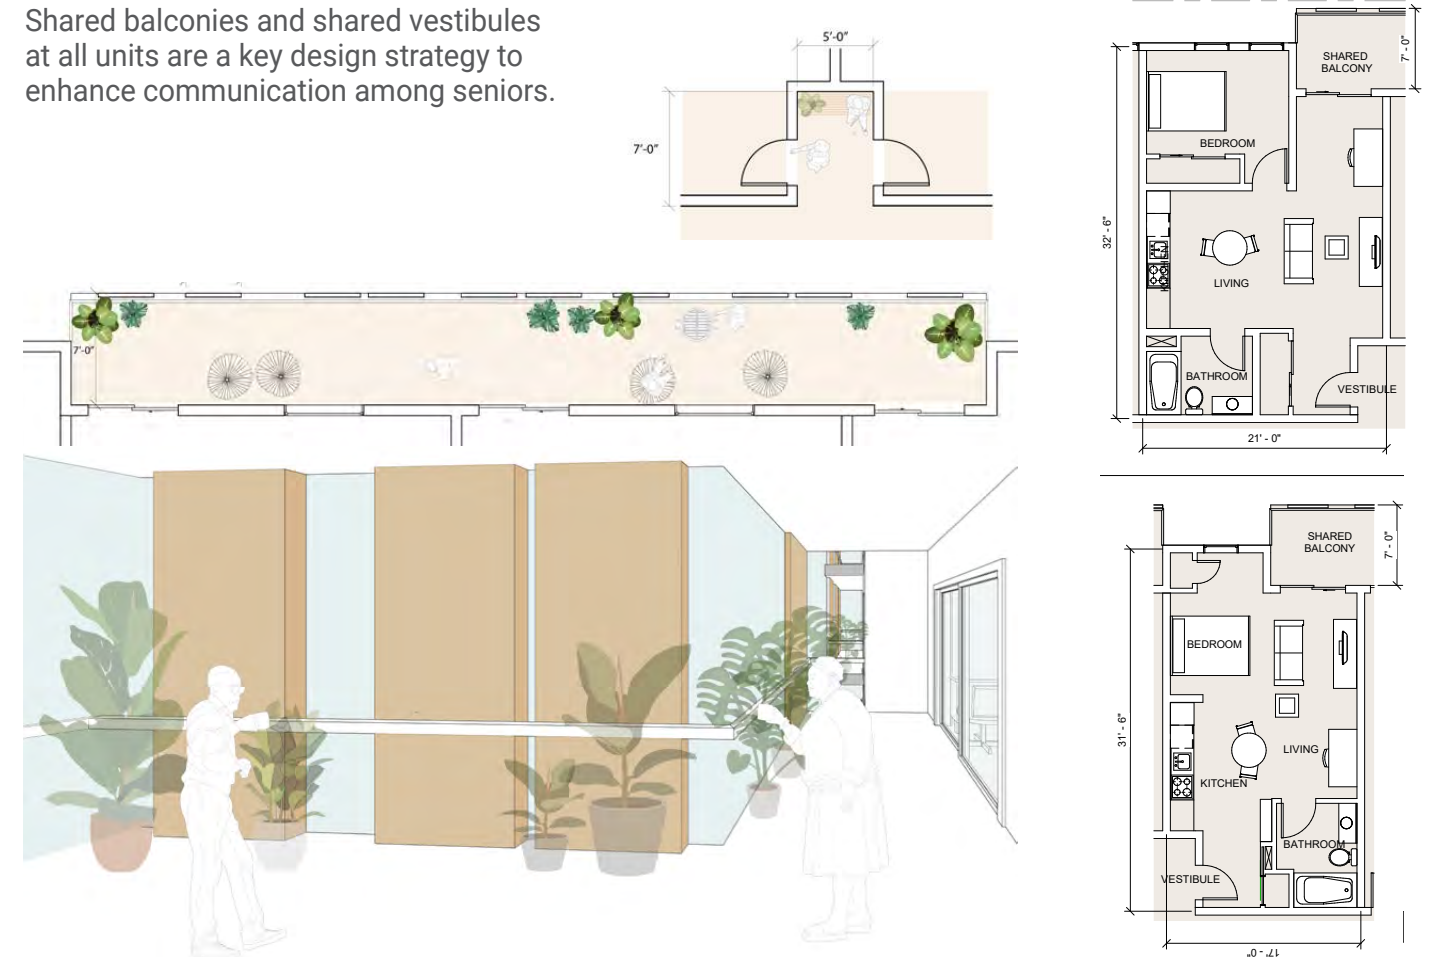 Shared balconies and shared vestibules
at all units are a key design strategy to
enhance communication among seniors.
5'-0"
7'-0"
7'-0"
SHARED
BALCONY
7' - 0"
BEDROOM
32' - 6"
KITCHEN
LIVING
BATHROOM
VESTIBULE
21' - 0"
SHARED
BALCONY
7' - 0"
BEDROOM
31' - 6"
LIVING
KITCHEN
BATHROOM
VESTIBULE
17' - 0"